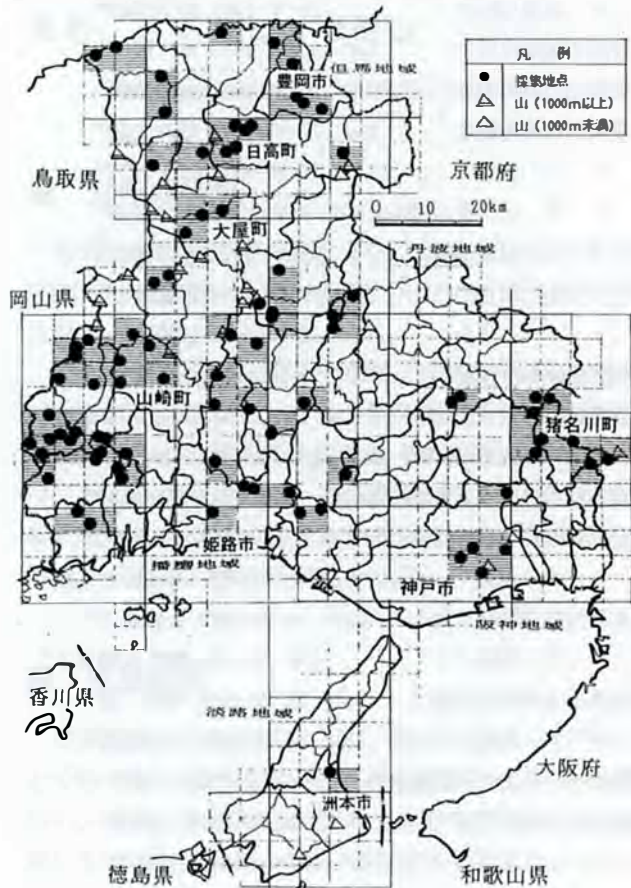 凡 例
● 採集地点
△ 山(1000m以上)
△ 山(1000m未満)
但馬地域
豊岡市
日高町
鳥取県
京都府
0 10 20km
大屋町
丹波地域
岡山県
山崎町
猪名川町
姫路市
播磨地域
神戸市
阪神地域
香川県
淡路地域
大阪府
洲本市
徳島県
和歌山県